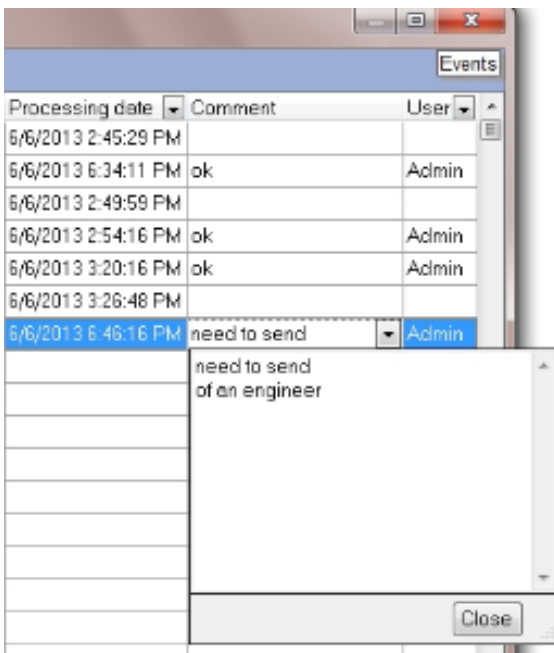 Events
Processing date Comment User
6/6/2013 2:45:29 PM
6/6/2013 6:34:11 PM ok Admin
6/6/2013 2:49:59 PM
6/6/2013 2:54:16 PM ok Admin
6/6/2013 3:20:16 PM ok Admin
6/6/2013 3:26:48 PM
6/6/2013 6:46:16 PM need to send Admin
need to send
of an engineer
Close